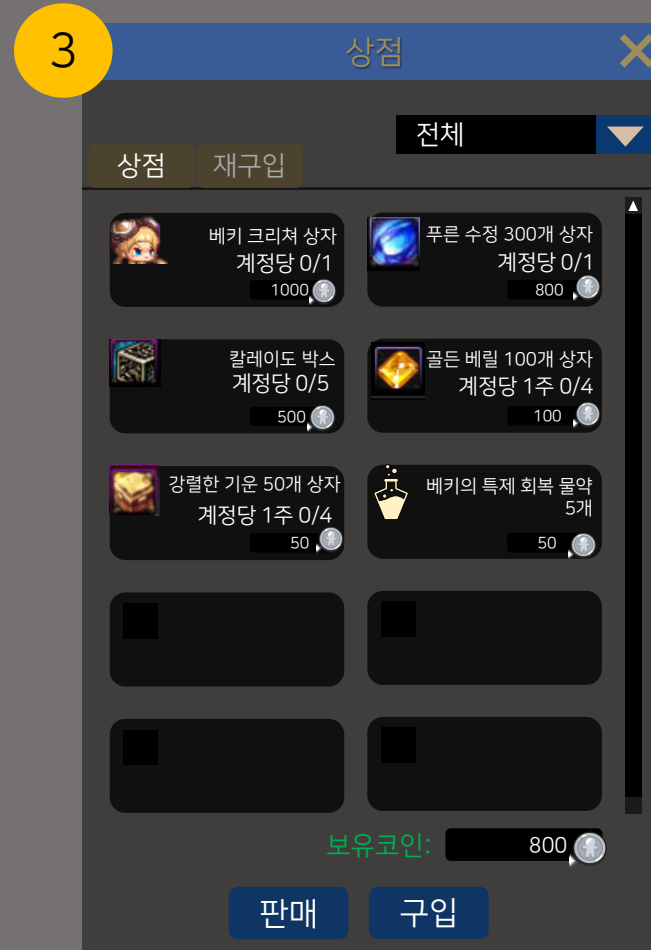 3
상점
전체
상점
재구입
베키 크리쳐 상자
계정당 0/1
1000
푸른 수정 300개 상자
계정당 0/1
800
칼레이도 박스
계정당 0/5
500
골든 베릴 100개 상자
계정당 1주 0/4
100
강렬한 기운 50개 상자
계정당 1주 0/4
50
베키의 특제 회복 물약
5개
50
보유코인:
800
판매
구입